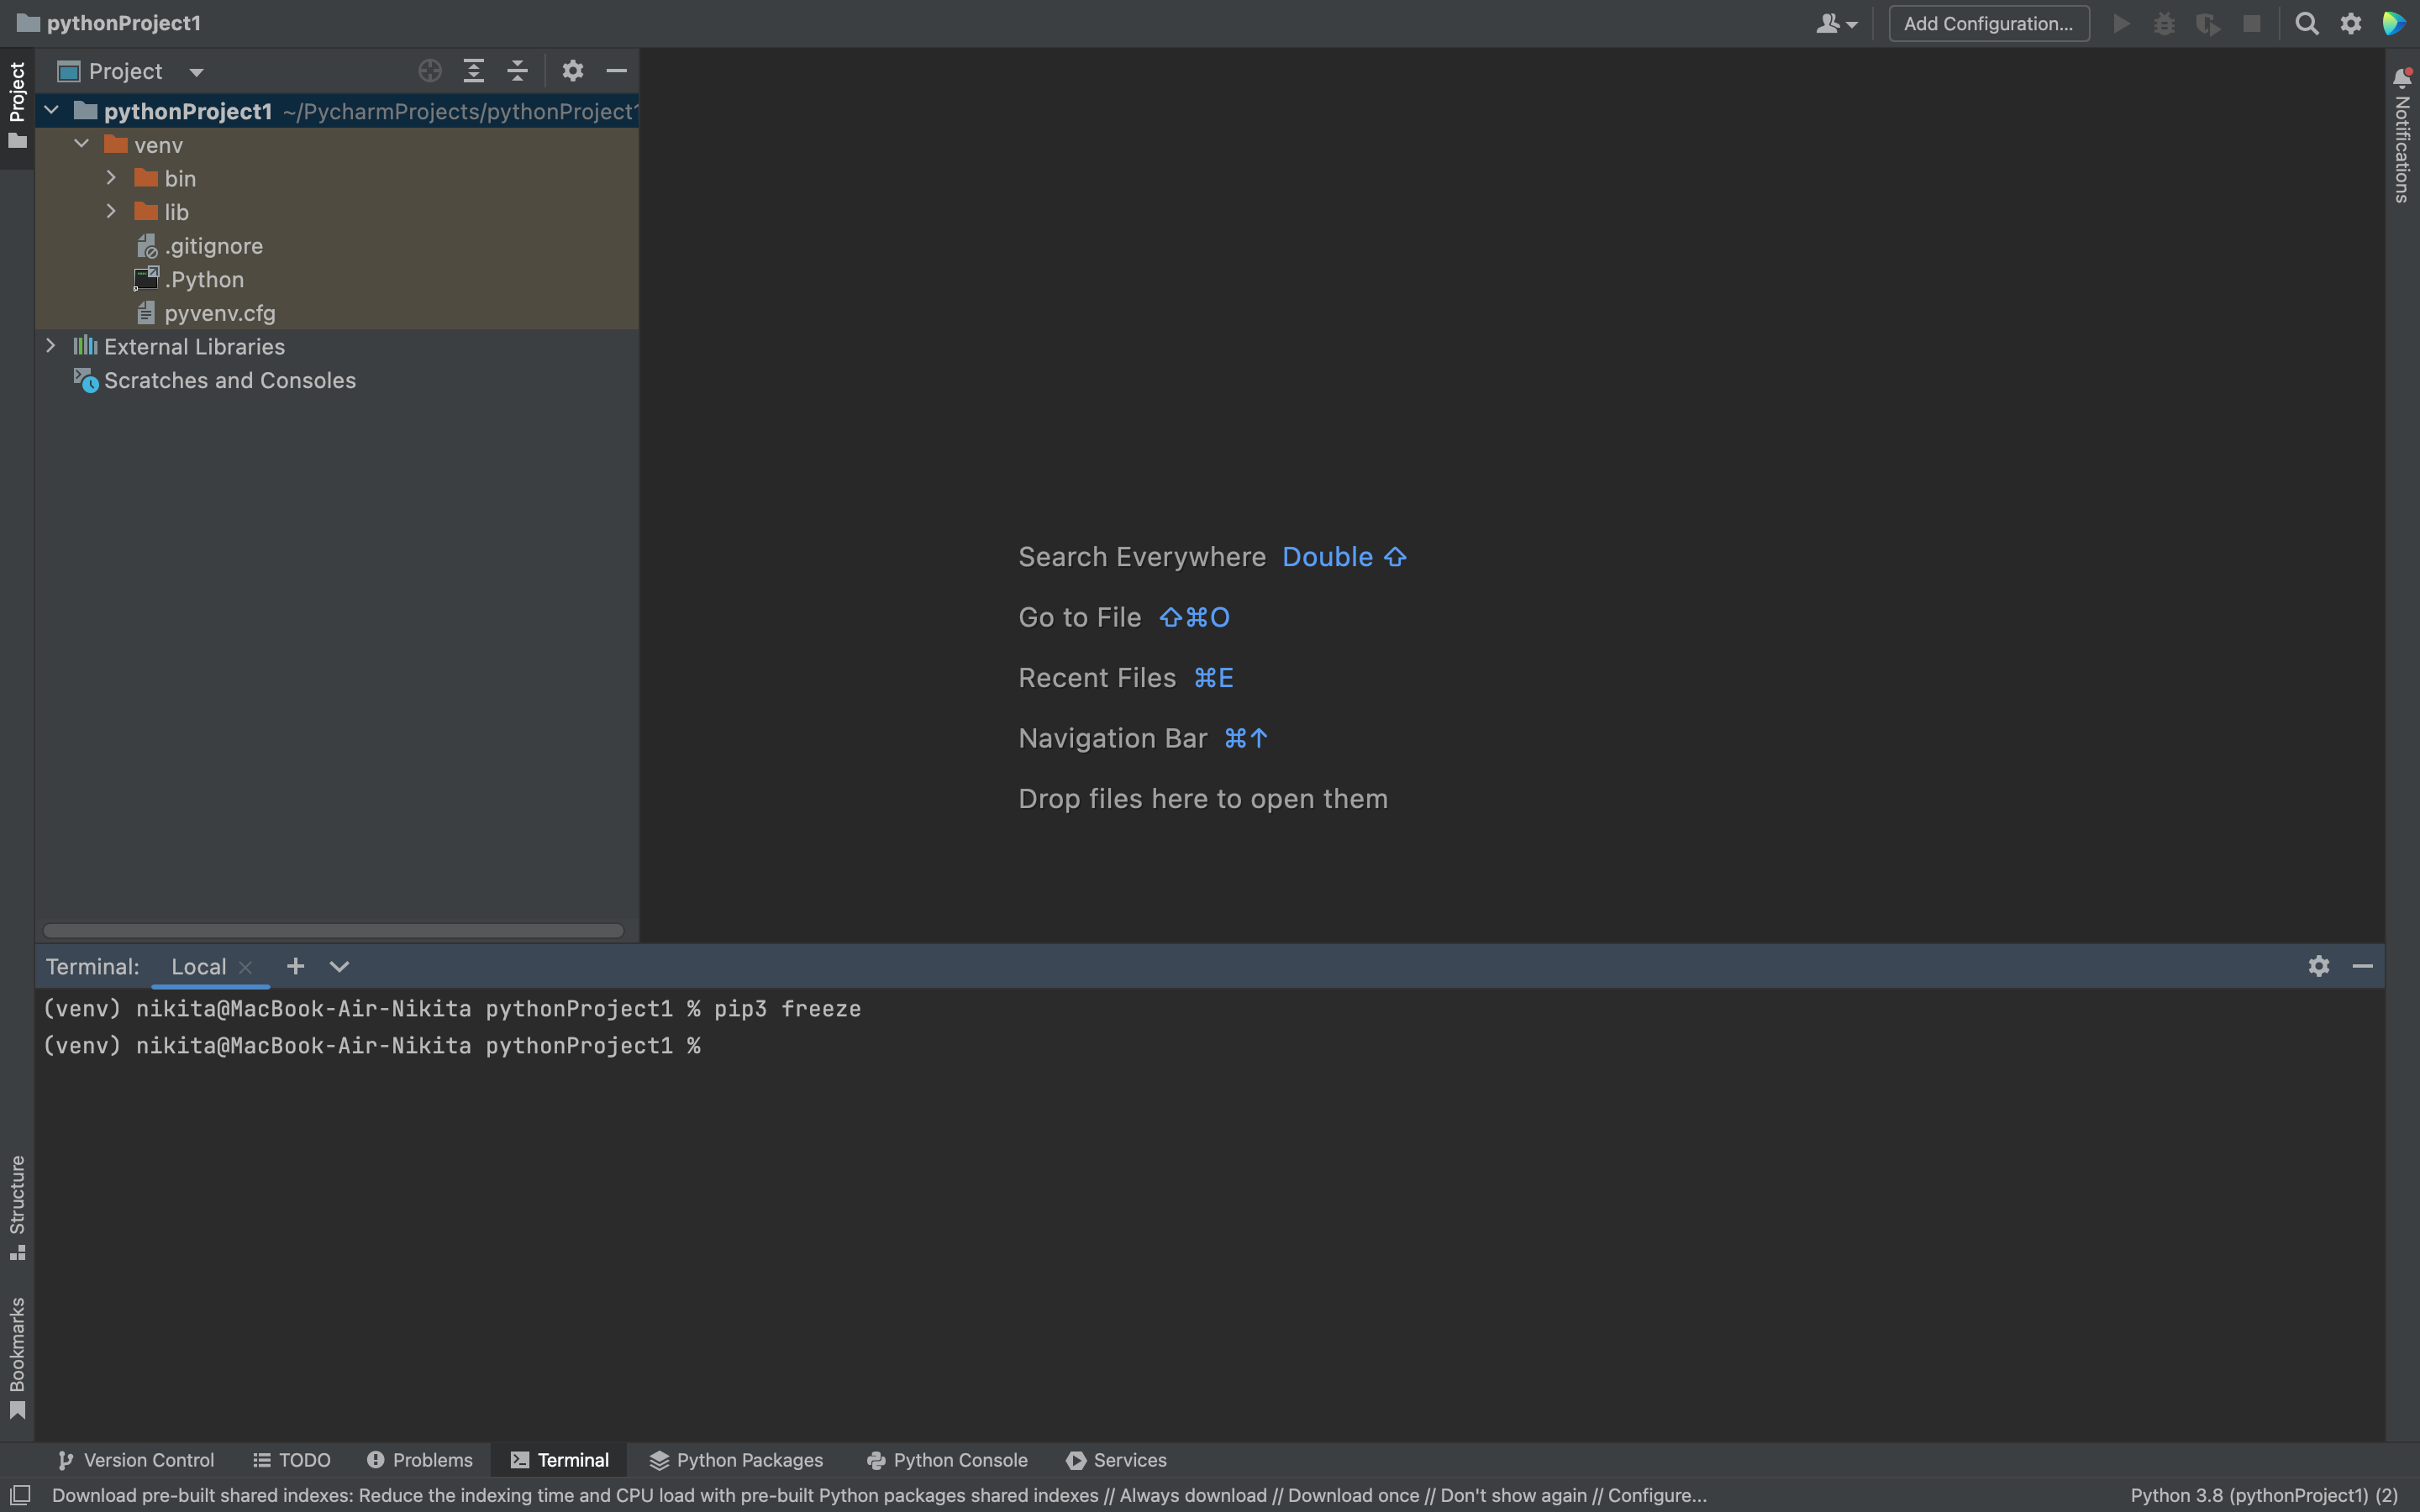 pythonProject1
Add Configuration...
Project
Project
pythonProject1 ~/PycharmProjects/pythonProject1
venv
bin
lib
.gitignore
.Python
pyvenv.cfg
External Libraries
Scratches and Consoles
Notifications
Search Everywhere Double ⇧
Go to File ⇧⌘O
Recent Files ⌘E
Navigation Bar ⌘↑
Drop files here to open them
Terminal: Local
(venv) nikita@MacBook-Air-Nikita pythonProject1 % pip3 freeze
(venv) nikita@MacBook-Air-Nikita pythonProject1 %
Structure
Bookmarks
Version Control TODO Problems Terminal Python Packages Python Console Services
Download pre-built shared indexes: Reduce the indexing time and CPU load with pre-built Python packages shared indexes // Always download // Download once // Don't show again // Configure... Python 3.8 (pythonProject1) (2)